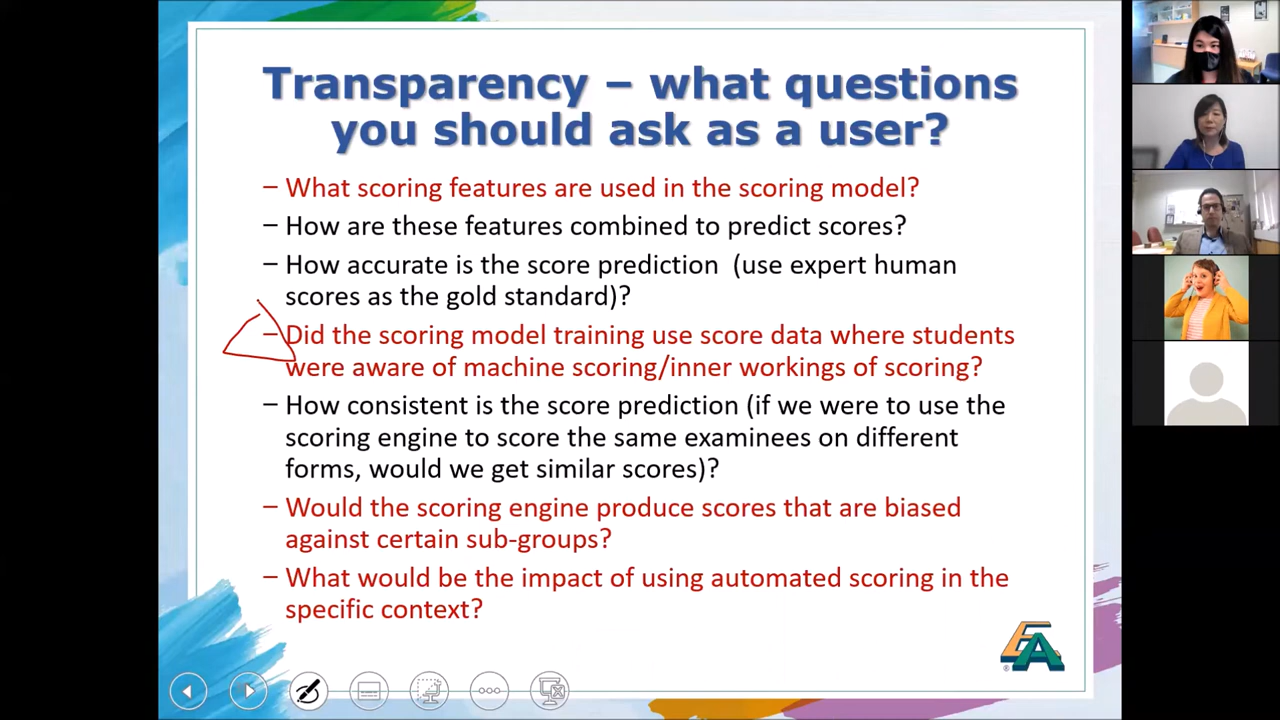 Transparency – what questions
you should ask as a user?
– What scoring features are used in the scoring model?
– How are these features combined to predict scores?
– How accurate is the score prediction (use expert human
scores as the gold standard)?
– Did the scoring model training use score data where students
were aware of machine scoring/inner workings of scoring?
– How consistent is the score prediction (if we were to use the
scoring engine to score the same examinees on different
forms, would we get similar scores)?
– Would the scoring engine produce scores that are biased
against certain sub-groups?
– What would be the impact of using automated scoring in the
specific context?
EA
®